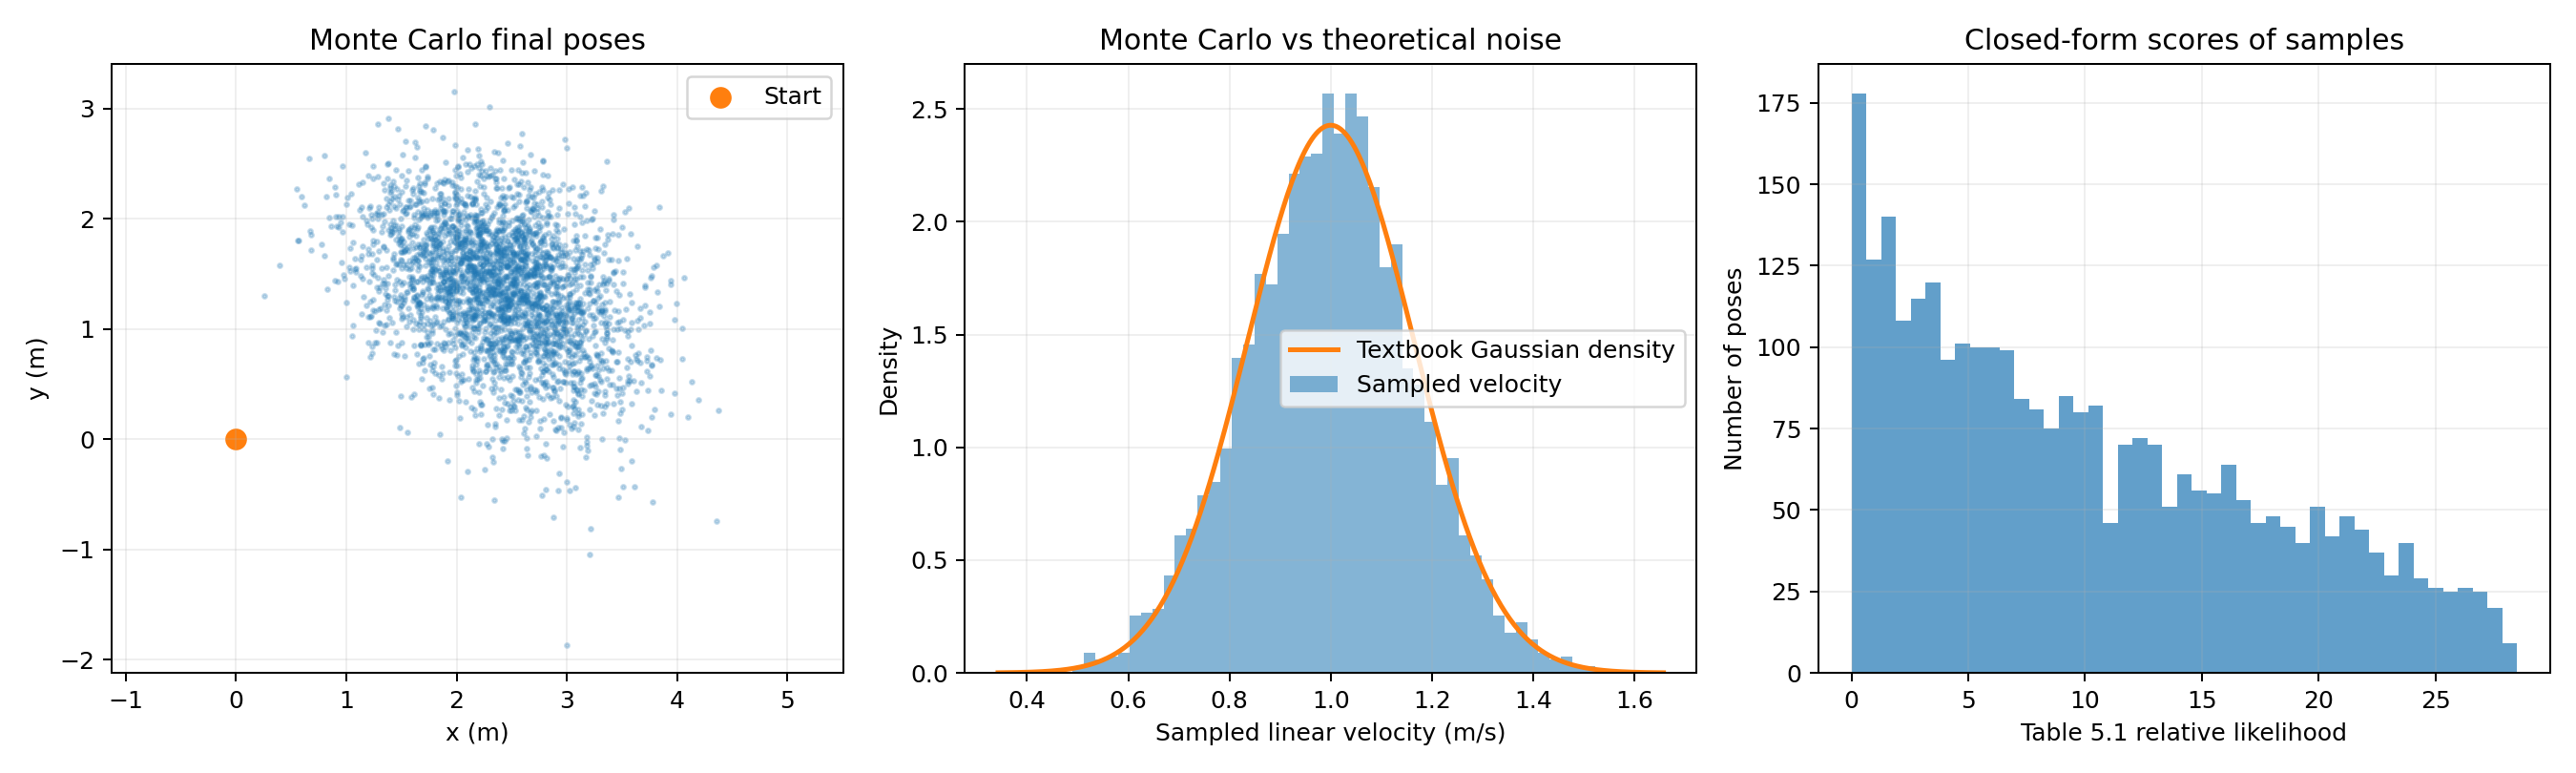 Monte Carlo final poses
Start
3
2
1
0
−1
−2
y (m)
−1 0 1 2 3 4 5
x (m)
Monte Carlo vs theoretical noise
2.5
2.0
1.5
1.0
0.5
0.0
Density
Textbook Gaussian density
Sampled velocity
0.4 0.6 0.8 1.0 1.2 1.4 1.6
Sampled linear velocity (m/s)
Closed-form scores of samples
175
150
125
100
75
50
25
0
Number of poses
0 5 10 15 20 25
Table 5.1 relative likelihood